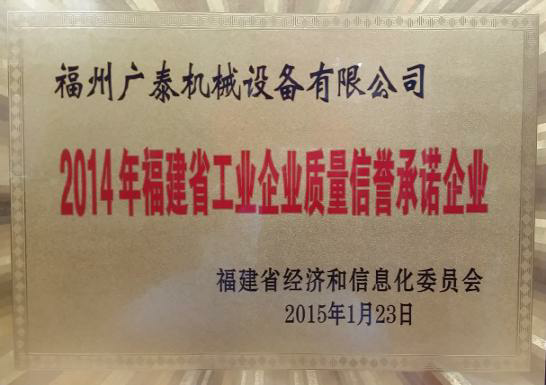 福州广泰机械设备有限公司
2014年福建省工业企业质量信誉承诺企业
福建省经济和信息化委员会
2015年1月23日